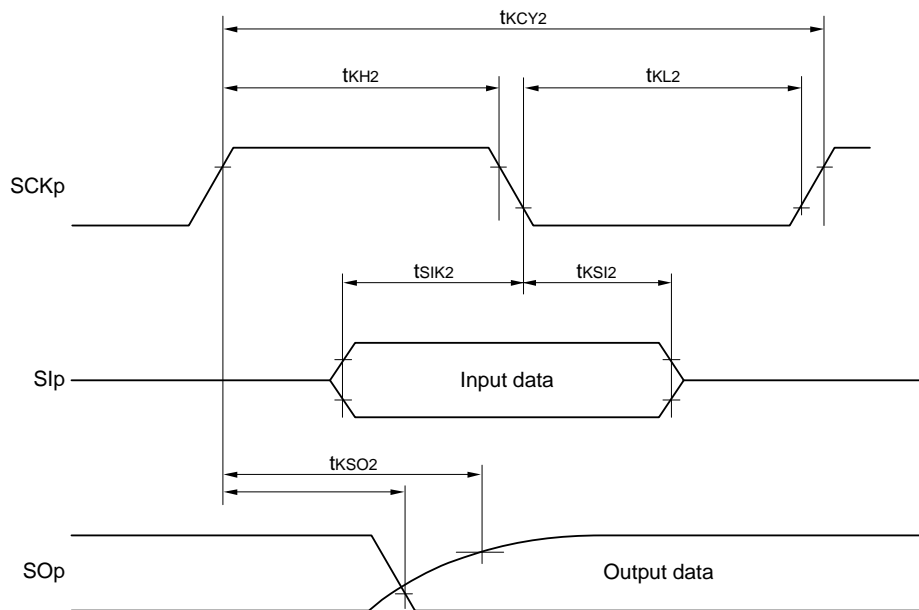 tKCY2
tKH2
tKL2
SCKp
tSIK2
tKSI2
SIp
Input data
tKSO2
SOp
Output data